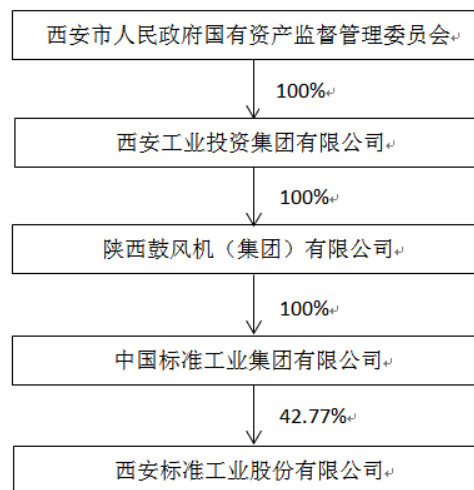 西安市人民政府国有资产监督管理委员会
100%
西安工业投资集团有限公司
100%
陕西鼓风机（集团）有限公司
100%
中国标准工业集团有限公司
42.77%
西安标准工业股份有限公司